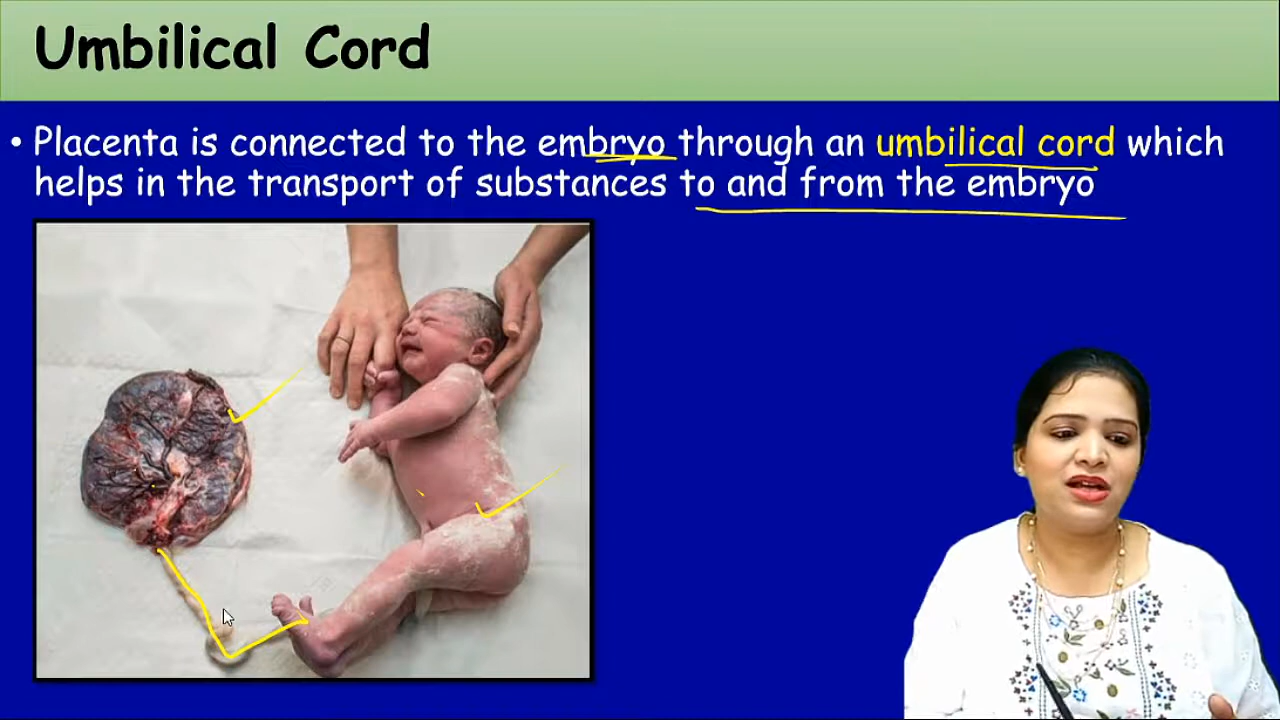 Umbilical Cord
• Placenta is connected to the embryo through an umbilical cord which
helps in the transport of substances to and from the embryo